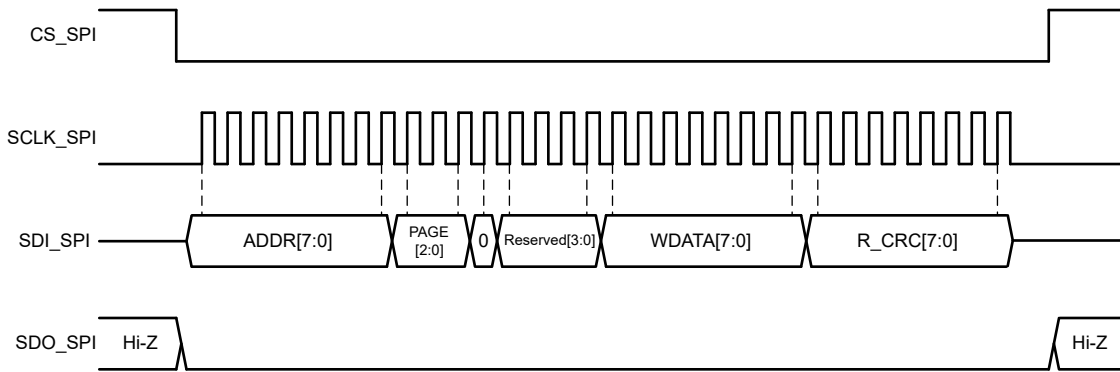 CS_SPI
SCLK_SPI
SDI_SPI
ADDR[7:0]
PAGE
[2:0]
0
Reserved[3:0]
WDATA[7:0]
R_CRC[7:0]
SDO_SPI
Hi-Z
Hi-Z